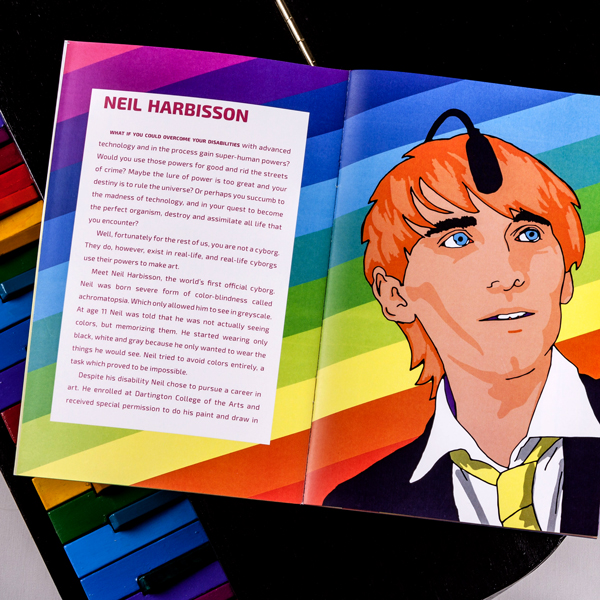 NEIL HARBISSON
WHAT IF YOU COULD OVERCOME YOUR DISABILITIES with advanced
technology and in the process gain super-human powers?
Would you use those powers for good and rid the streets
of crime? Maybe the lure of power is too great and your
destiny is to rule the universe? Or perhaps you succumb to
the madness of technology, and in your quest to become
the perfect organism, destroy and assimilate all life that
you encounter?
Well, fortunately for the rest of us, you are not a cyborg.
They do, however, exist in real-life, and real-life cyborgs
use their powers to make art.
Meet Neil Harbisson, the world's first official cyborg.
Neil was born severe form of color-blindness called
achromatopsia. Which only allowed him to see in greyscale.
At age 11 Neil was told that he was not actually seeing
colors, but memorizing them. He started wearing only
black, white and gray because he only wanted to wear the
things he would see. Neil tried to avoid colors entirely, a
task which proved to be impossible.
Despite his disability Neil chose to pursue a career in
art. He enrolled at Dartington College of the Arts and
received special permission to do his paint and draw in